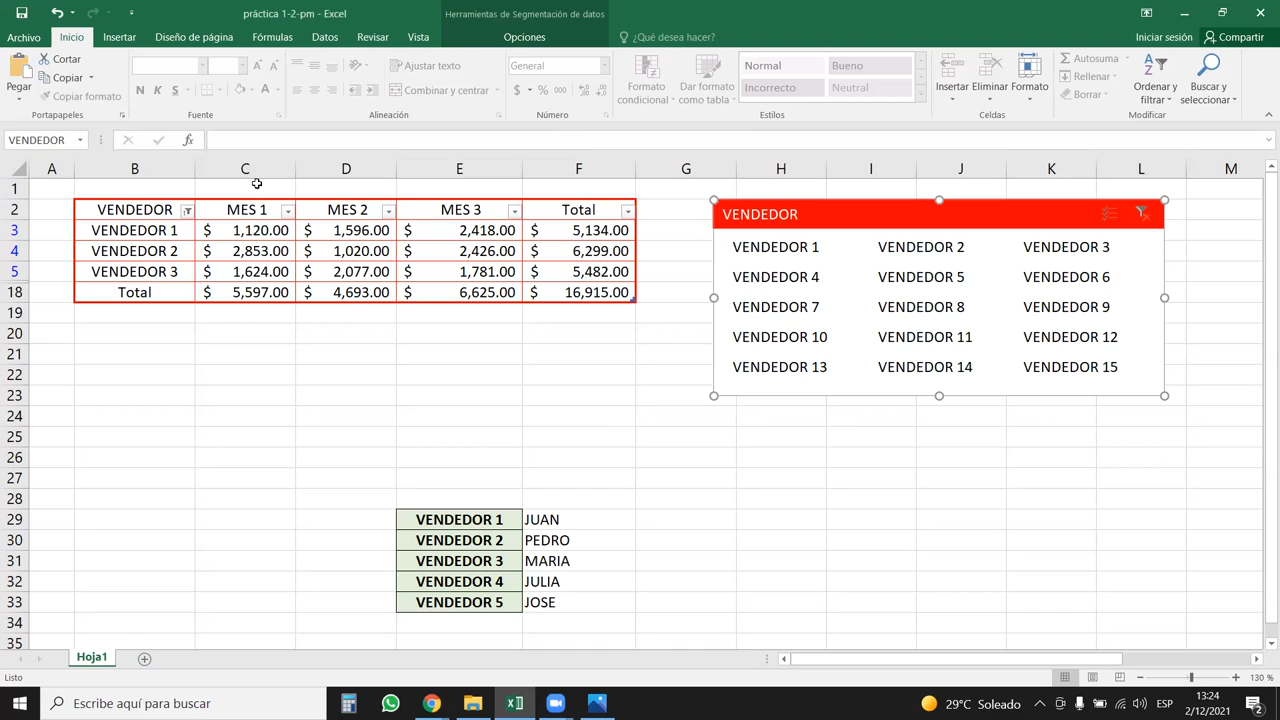 práctica 1-2-pm - Excel
Herramientas de Segmentación de datos
Archivo Inicio Insertar Diseño de página Fórmulas Datos Revisar Vista Opciones ¿Qué desea hacer? Iniciar sesión Compartir
Pegar
Cortar
Copiar
Copiar formato
N K S A A A
Ajustar texto
Combinar y centrar
General
$ % 000
Formato condicional
Dar formato como tabla
Normal Bueno
Incorrecto Neutral
Insertar Eliminar Formato
Autosuma
Rellenar
Borrar
Ordenar y filtrar
Buscar y seleccionar
Portapapeles Fuente Alineación Número Estilos Celdas Modificar
VENDEDOR fx
A B C D E F G H I J K L M
1
2 VENDEDOR MES 1 MES 2 MES 3 Total
3 VENDEDOR 1 $ 1,120.00 $ 1,596.00 $ 2,418.00 $ 5,134.00
4 VENDEDOR 2 $ 2,853.00 $ 1,020.00 $ 2,426.00 $ 6,299.00
5 VENDEDOR 3 $ 1,624.00 $ 2,077.00 $ 1,781.00 $ 5,482.00
18 Total $ 5,597.00 $ 4,693.00 $ 6,625.00 $ 16,915.00
VENDEDOR
VENDEDOR 1 VENDEDOR 2 VENDEDOR 3
VENDEDOR 4 VENDEDOR 5 VENDEDOR 6
VENDEDOR 7 VENDEDOR 8 VENDEDOR 9
VENDEDOR 10 VENDEDOR 11 VENDEDOR 12
VENDEDOR 13 VENDEDOR 14 VENDEDOR 15
19
20
21
22
23
24
25
26
27
28
29 VENDEDOR 1 JUAN
30 VENDEDOR 2 PEDRO
31 VENDEDOR 3 MARIA
32 VENDEDOR 4 JULIA
33 VENDEDOR 5 JOSE
34
35
Hoja1
Listo 130 %
Escribe aquí para buscar
29°C Soleado
ESP
13:24
2/12/2021
2